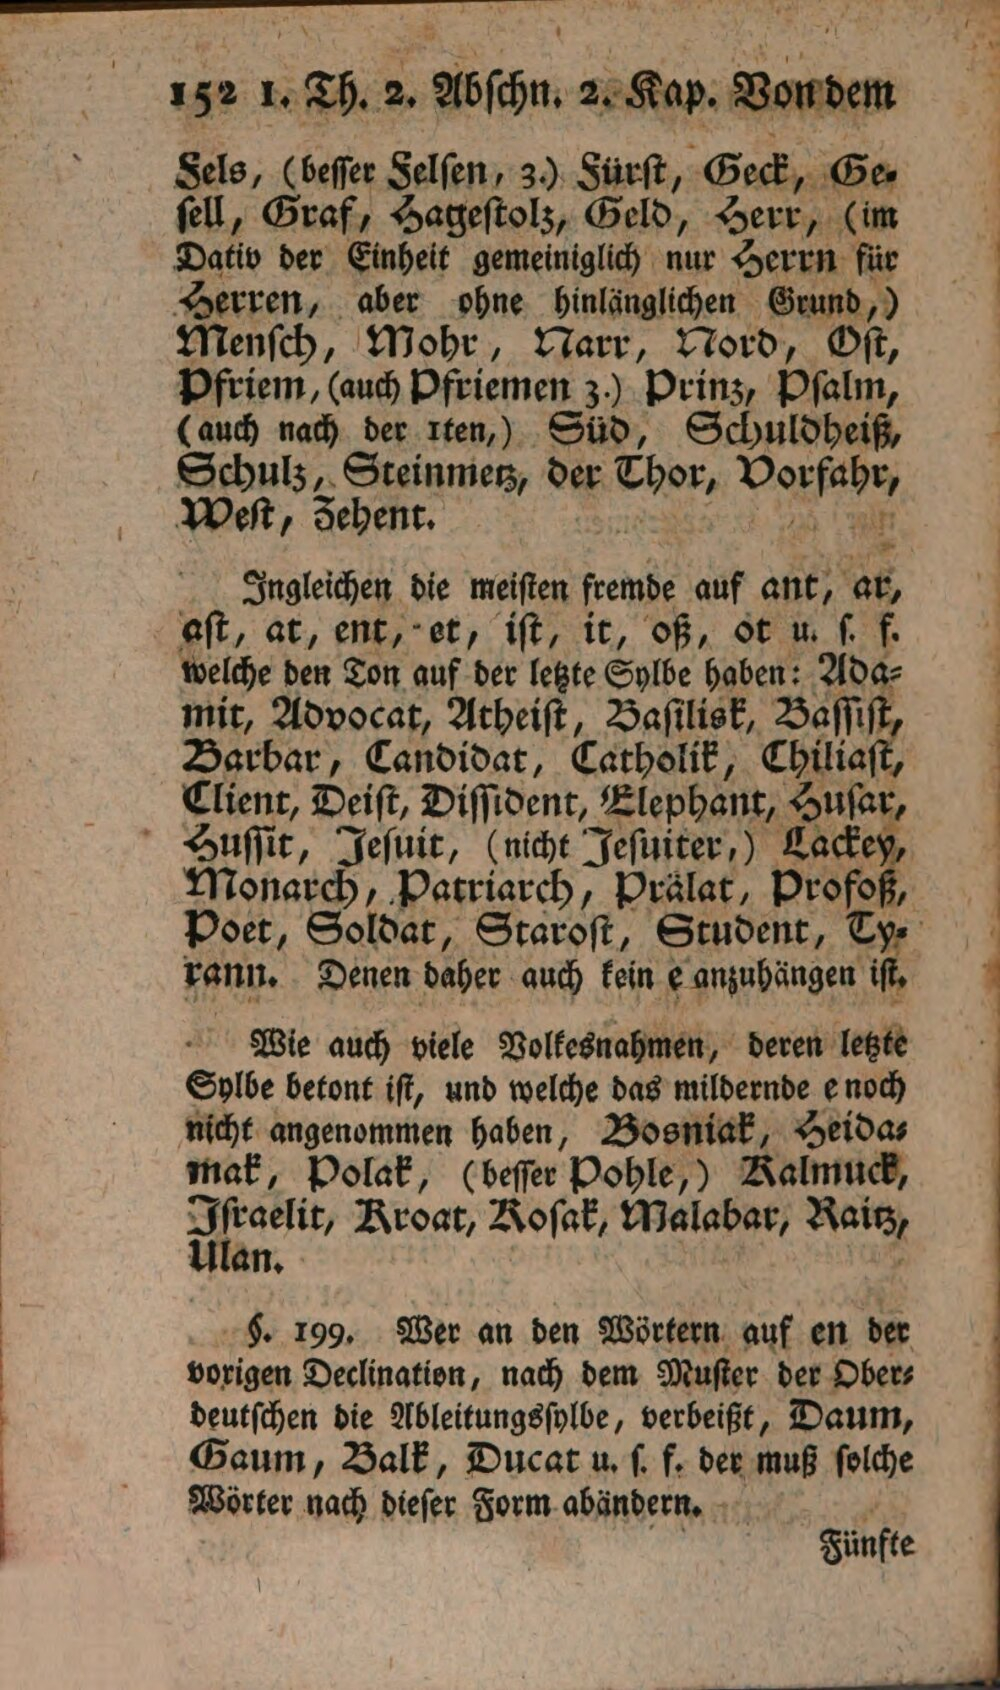 152 1. Th. 2. Abschn. 2. Kap. Von dem
Fels, (besser Felsen, 3.) Fürst, Geck, Ge-
sell, Graf, Hagestolz, Held, Herr, (im
Dativ der Einheit gemeiniglich nur Herrn für
Herren, aber ohne hinlänglichen Grund,)
Mensch, Mohr, Narr, Nord, Ost,
Pfriem, (auch Pfriemen 3.) Prinz, Psalm,
(auch nach der 1ten,) Süd, Schuldheiß,
Schulz, Steinmetz, der Thor, Vorfahr,
West, Zehent.
Ingleichen die meisten fremde auf ant, ar,
ast, at, ent, et, ist, it, oß, ot u. s. f.
welche den Ton auf der letzte Sylbe haben: Ada-
mit, Advocat, Atheist, Basilisk, Bassist,
Barbar, Candidat, Catholik, Chiliast,
Client, Deist, Dissident, Elephant, Husar,
Hussit, Jesuit, (nicht Jesuiter,) Lackey,
Monarch, Patriarch, Prälat, Profoß,
Poet, Soldat, Starost, Student, Ty-
rann. Denen daher auch kein e anzuhängen ist.
Wie auch viele Volkesnahmen, deren letzte
Sylbe betont ist, und welche das mildernde e noch
nicht angenommen haben, Bosniak, Heida-
mak, Polak, (besser Pohle,) Kalmuck,
Israelit, Kroat, Kosak, Malabar, Raitz,
Ulan.
§. 199. Wer an den Wörtern auf en der
vorigen Declination, nach dem Muster der Ober-
deutschen die Ableitungssylbe, verbeißt, Daum,
Gaum, Balk, Ducat u. s. f. der muß solche
Wörter nach dieser Form abändern.
Fünfte